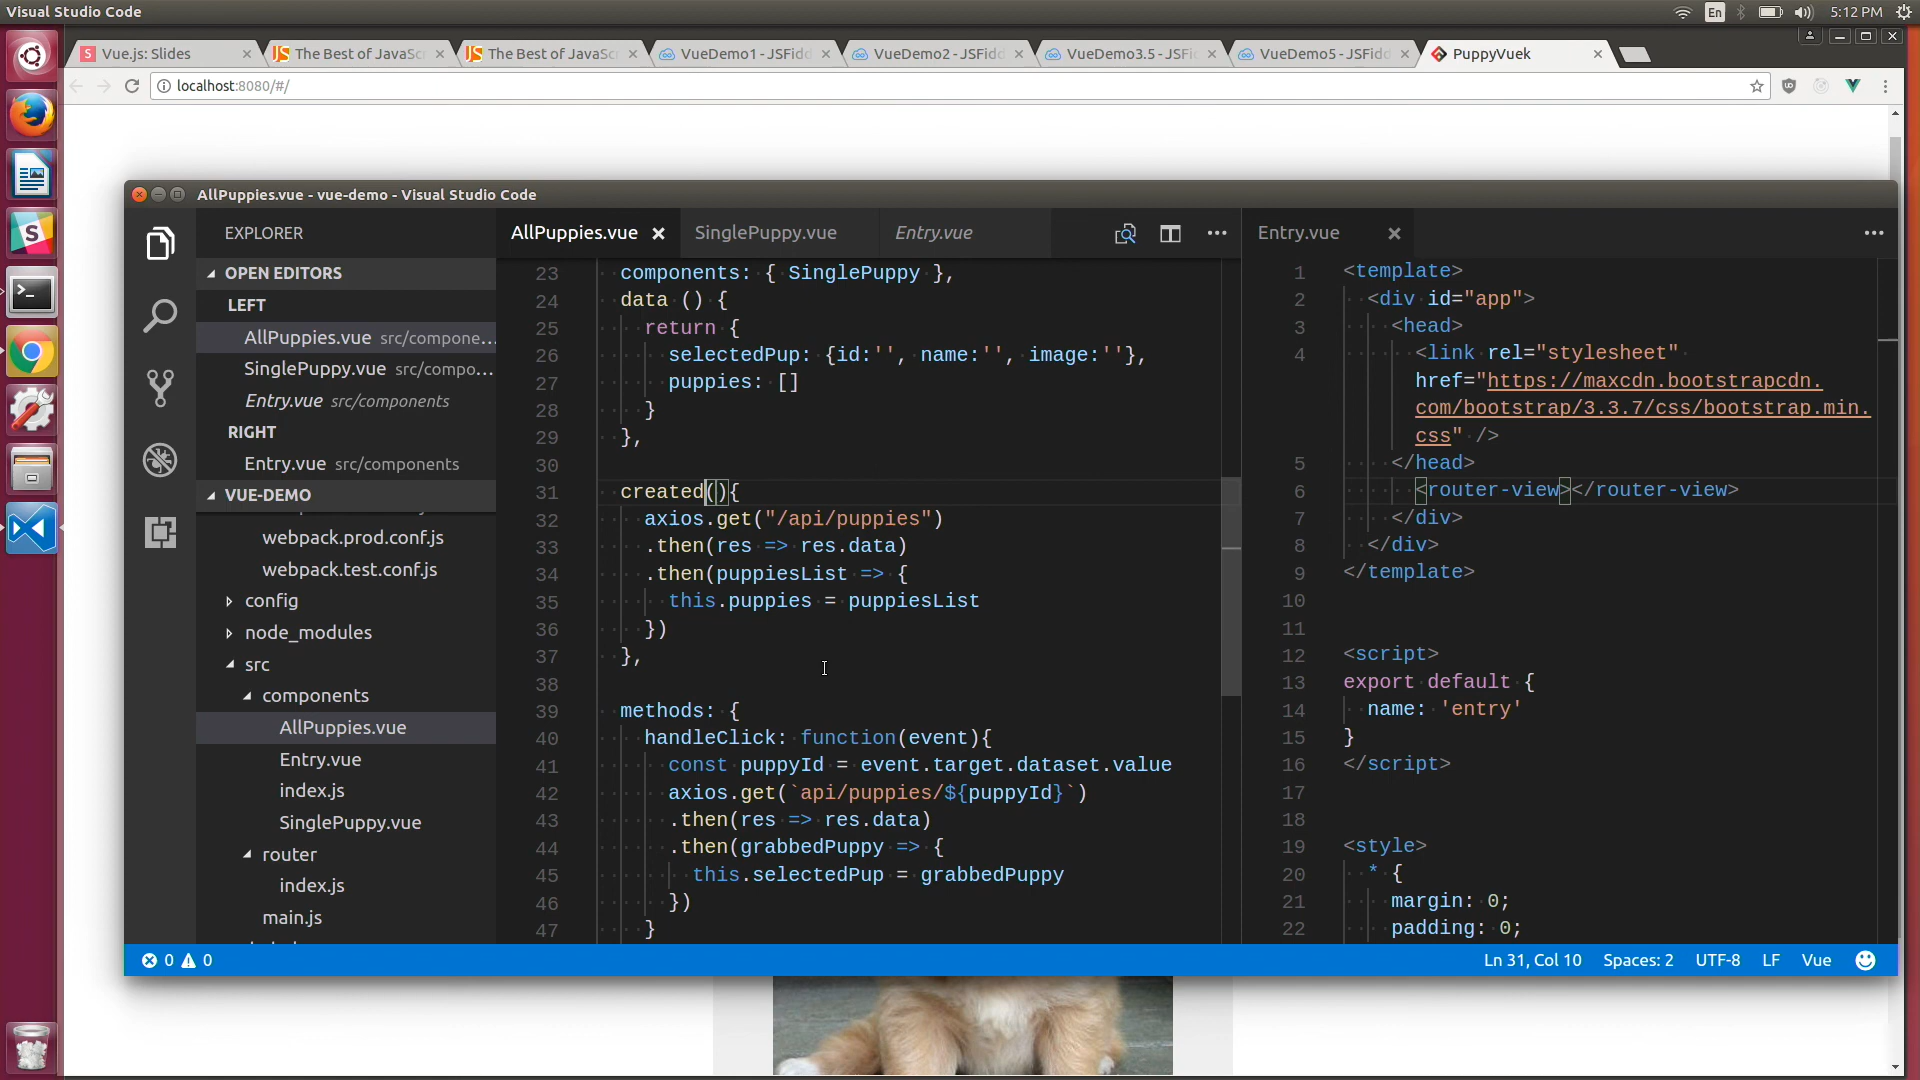 Visual Studio Code
En
5:12 PM
Vue.js: Slides
The Best of JavaSc
The Best of JavaSc
VueDemo1 - JSFidd
VueDemo2 - JSFidd
VueDemo3.5 - JSFi
VueDemo5 - JSFidd
PuppyVuek
localhost:8080/#/
AllPuppies.vue - vue-demo - Visual Studio Code
EXPLORER
OPEN EDITORS
LEFT
AllPuppies.vue src/compone...
SinglePuppy.vue src/compo...
Entry.vue src/components
RIGHT
Entry.vue src/components
VUE-DEMO
webpack.prod.conf.js
webpack.test.conf.js
config
node_modules
src
components
AllPuppies.vue
Entry.vue
index.js
SinglePuppy.vue
router
index.js
main.js
AllPuppies.vue
SinglePuppy.vue
Entry.vue
23 components: { SinglePuppy },
24 data () {
25 return {
26 selectedPup: {id:'', name:'', image:''},
27 puppies: []
28 }
29 },
30
31 created(){
32 axios.get("/api/puppies")
33 .then(res => res.data)
34 .then(puppiesList => {
35 this.puppies = puppiesList
36 })
37 },
38
39 methods: {
40 handleClick: function(event){
41 const puppyId = event.target.dataset.value
42 axios.get(`api/puppies/${puppyId}`)
43 .then(res => res.data)
44 .then(grabbedPuppy => {
45 this.selectedPup = grabbedPuppy
46 })
47 }
Entry.vue
1 <template>
2 <div id="app">
3 <head>
4 <link rel="stylesheet"
href="https://maxcdn.bootstrapcdn.
com/bootstrap/3.3.7/css/bootstrap.min.
css" />
5 </head>
6 <router-view></router-view>
7 </div>
8 </div>
9 </template>
10
11
12 <script>
13 export default {
14 name: 'entry'
15 }
16 </script>
17
18
19 <style>
20 * {
21 margin: 0;
22 padding: 0;
0 0
Ln 31, Col 10 Spaces: 2 UTF-8 LF Vue